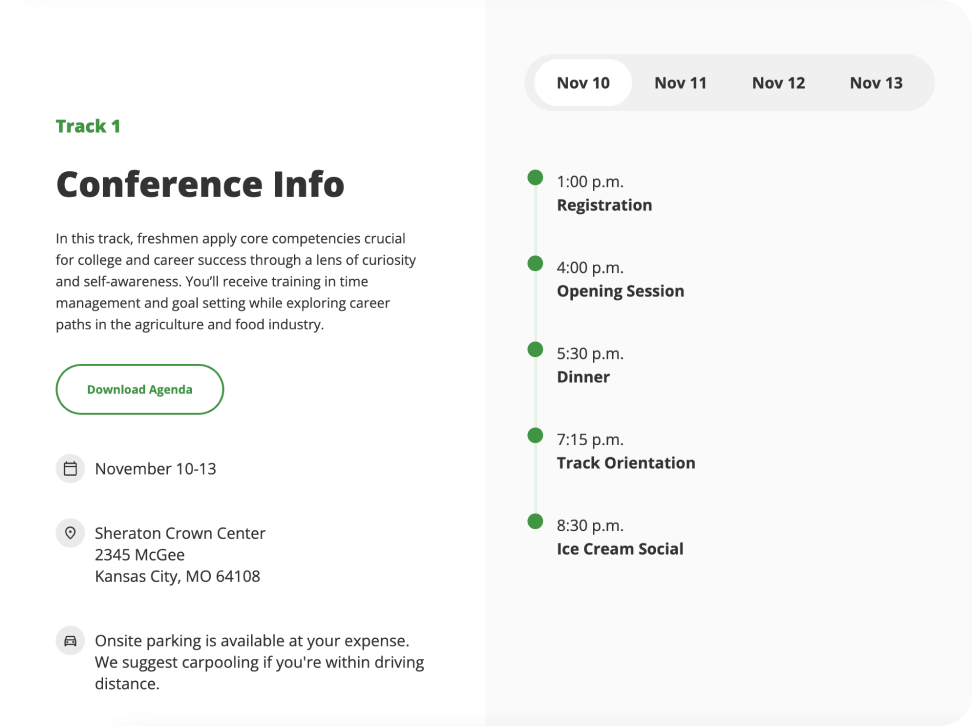 Track 1
Conference Info
In this track, freshmen apply core competencies crucial
for college and career success through a lens of curiosity
and self-awareness. You'll receive training in time
management and goal setting while exploring career
paths in the agriculture and food industry.
Download Agenda
November 10-13
Sheraton Crown Center
2345 McGee
Kansas City, MO 64108
Onsite parking is available at your expense.
We suggest carpooling if you're within driving
distance.
Nov 10 Nov 11 Nov 12 Nov 13
1:00 p.m.
Registration
4:00 p.m.
Opening Session
5:30 p.m.
Dinner
7:15 p.m.
Track Orientation
8:30 p.m.
Ice Cream Social